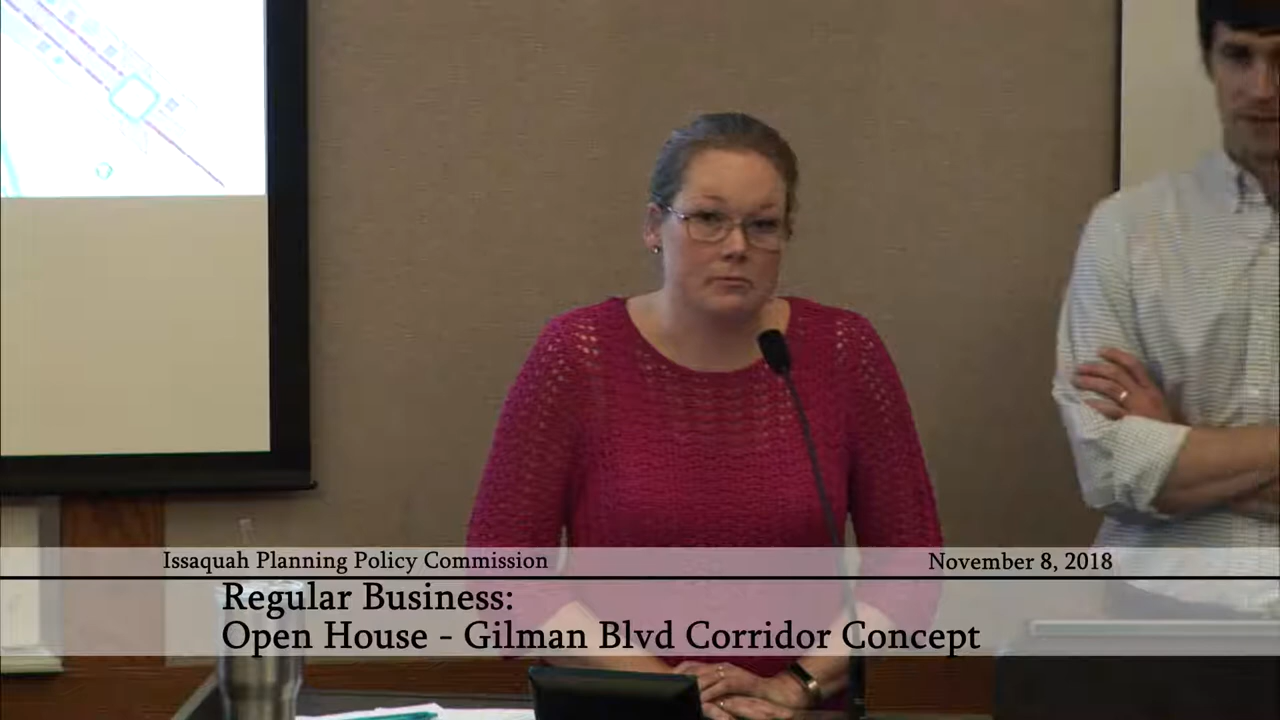 Issaquah Planning Policy Commission
November 8, 2018
Regular Business:
Open House - Gilman Blvd Corridor Concept